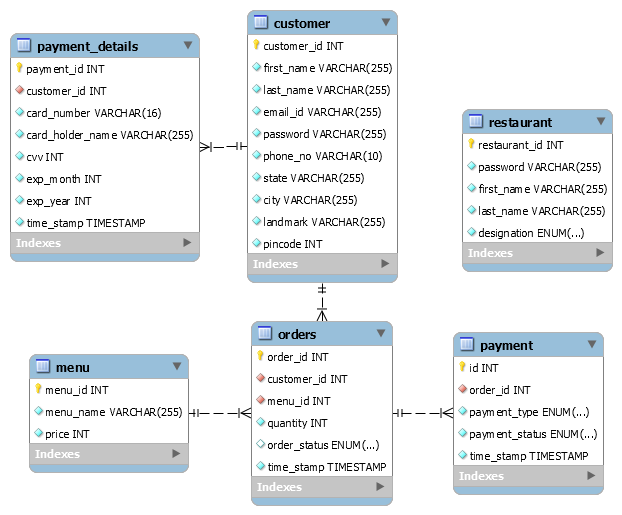 payment_details
payment_id INT
customer_id INT
card_number VARCHAR(16)
card_holder_name VARCHAR(255)
cvv INT
exp_month INT
exp_year INT
time_stamp TIMESTAMP
Indexes
customer
customer_id INT
first_name VARCHAR(255)
last_name VARCHAR(255)
email_id VARCHAR(255)
password VARCHAR(255)
phone_no VARCHAR(10)
state VARCHAR(255)
city VARCHAR(255)
landmark VARCHAR(255)
pincode INT
Indexes
restaurant
restaurant_id INT
password VARCHAR(255)
first_name VARCHAR(255)
last_name VARCHAR(255)
designation ENUM(...)
Indexes
menu
menu_id INT
menu_name VARCHAR(255)
price INT
Indexes
orders
order_id INT
customer_id INT
menu_id INT
quantity INT
order_status ENUM(...)
time_stamp TIMESTAMP
Indexes
payment
id INT
order_id INT
payment_type ENUM(...)
payment_status ENUM(...)
time_stamp TIMESTAMP
Indexes